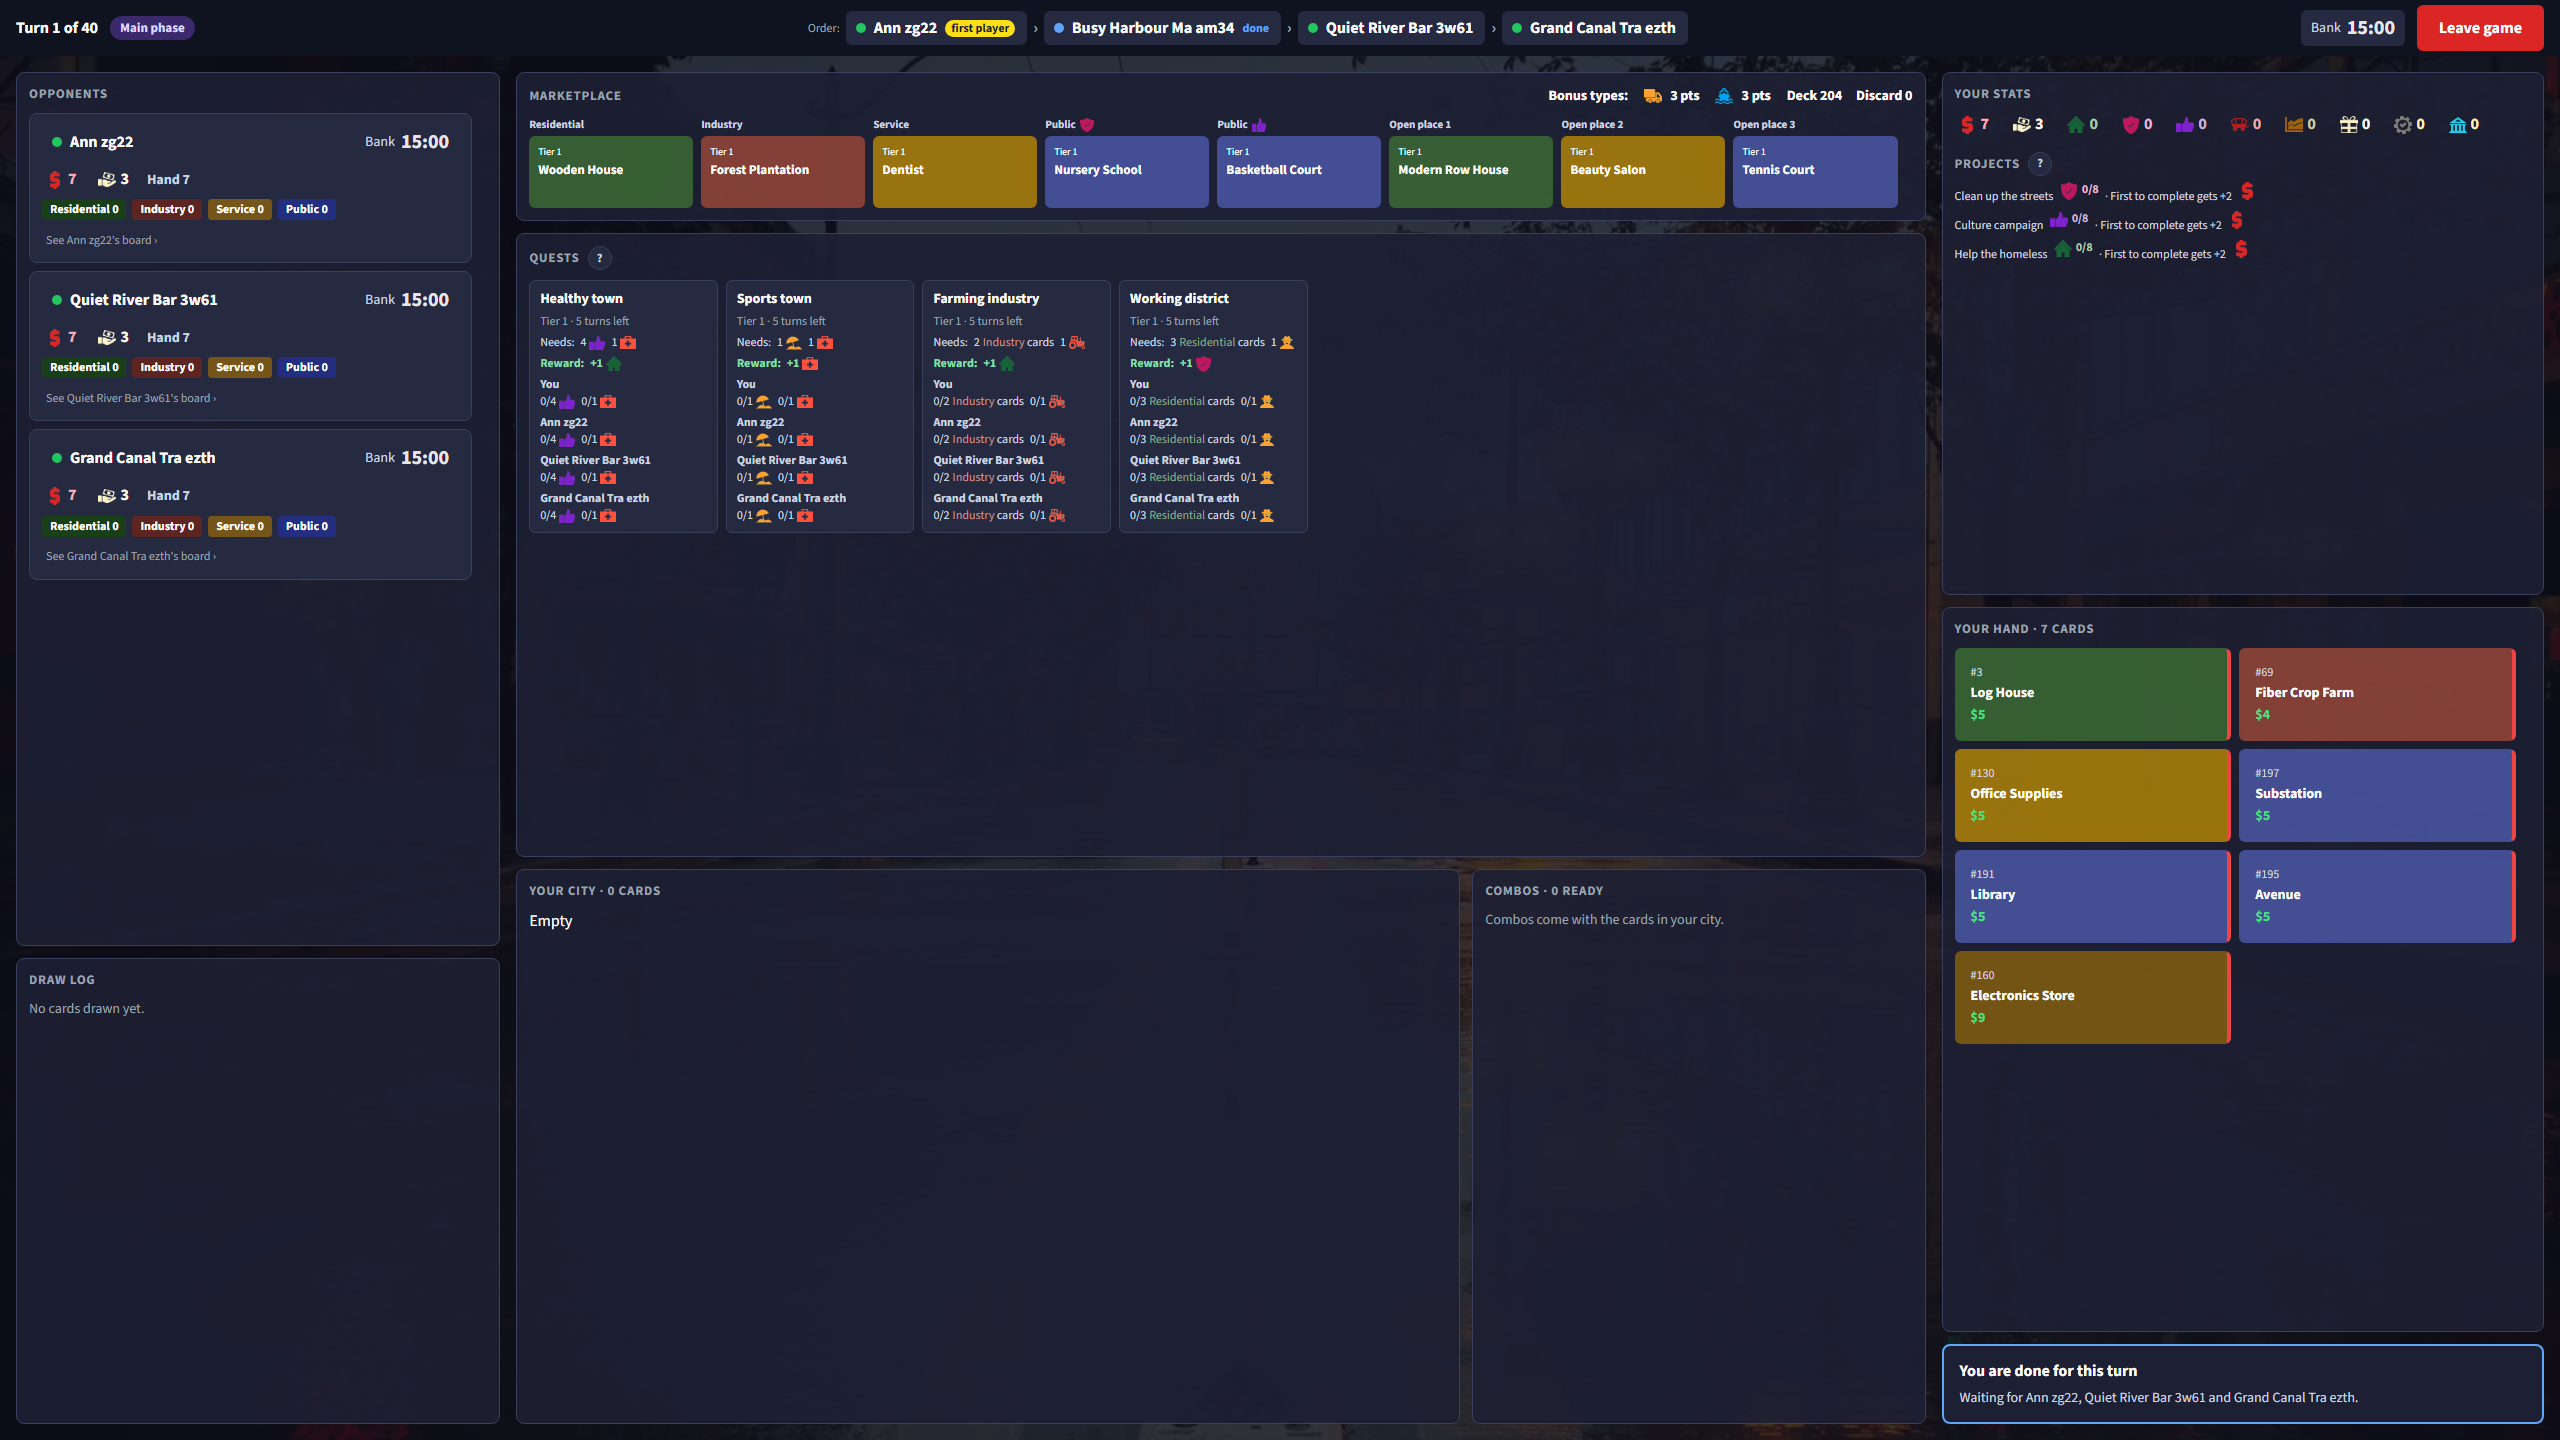 Turn 1 of 40 Main phase Order: Ann zg22 first player › Busy Harbour Ma am34 done › Quiet River Bar 3w61 › Grand Canal Tra ezth Bank 15:00 Leave game
OPPONENTS
Ann zg22 Bank 15:00
7 3 Hand 7
Residential 0 Industry 0 Service 0 Public 0
See Ann zg22's board ›
Quiet River Bar 3w61 Bank 15:00
7 3 Hand 7
Residential 0 Industry 0 Service 0 Public 0
See Quiet River Bar 3w61's board ›
Grand Canal Tra ezth Bank 15:00
7 3 Hand 7
Residential 0 Industry 0 Service 0 Public 0
See Grand Canal Tra ezth's board ›
DRAW LOG
No cards drawn yet.
MARKETPLACE Bonus types: 3 pts 3 pts Deck 204 Discard 0
Residential Industry Service Public Public Open place 1 Open place 2 Open place 3
Tier 1 Tier 1 Tier 1 Tier 1 Tier 1 Tier 1 Tier 1 Tier 1
Wooden House Forest Plantation Dentist Nursery School Basketball Court Modern Row House Beauty Salon Tennis Court
QUESTS ?
Healthy town
Tier 1 · 5 turns left
Needs: 4 1
Reward: +1
You
0/4 0/1
Ann zg22
0/4 0/1
Quiet River Bar 3w61
0/4 0/1
Grand Canal Tra ezth
0/4 0/1
Sports town
Tier 1 · 5 turns left
Needs: 1 1
Reward: +1
You
0/1 0/1
Ann zg22
0/1 0/1
Quiet River Bar 3w61
0/1 0/1
Grand Canal Tra ezth
0/1 0/1
Farming industry
Tier 1 · 5 turns left
Needs: 2 Industry cards 1
Reward: +1
You
0/2 Industry cards 0/1
Ann zg22
0/2 Industry cards 0/1
Quiet River Bar 3w61
0/2 Industry cards 0/1
Grand Canal Tra ezth
0/2 Industry cards 0/1
Working district
Tier 1 · 5 turns left
Needs: 3 Residential cards 1
Reward: +1
You
0/3 Residential cards 0/1
Ann zg22
0/3 Residential cards 0/1
Quiet River Bar 3w61
0/3 Residential cards 0/1
Grand Canal Tra ezth
0/3 Residential cards 0/1
YOUR CITY · 0 CARDS
Empty
COMBOS · 0 READY
Combos come with the cards in your city.
YOUR STATS
7 3 0 0 0 0 0 0 0 0
PROJECTS ?
Clean up the streets 0/8 · First to complete gets +2
Culture campaign 0/8 · First to complete gets +2
Help the homeless 0/8 · First to complete gets +2
YOUR HAND · 7 CARDS
#3
Log House
$5
#69
Fiber Crop Farm
$4
#130
Office Supplies
$5
#197
Substation
$5
#191
Library
$5
#195
Avenue
$5
#160
Electronics Store
$9
You are done for this turn
Waiting for Ann zg22, Quiet River Bar 3w61 and Grand Canal Tra ezth.